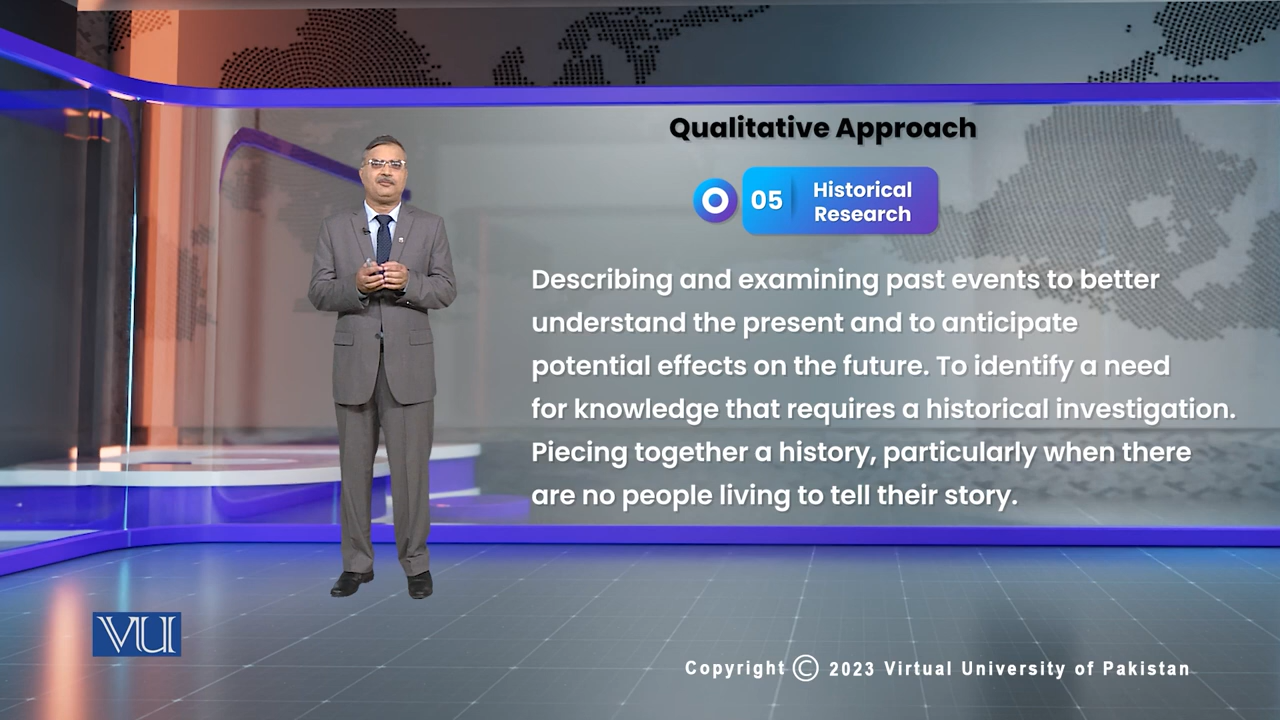 Qualitative Approach
05
Historical
Research
Describing and examining past events to better
understand the present and to anticipate
potential effects on the future. To identify a need
for knowledge that requires a historical investigation.
Piecing together a history, particularly when there
are no people living to tell their story.
VU
Copyright © 2023 Virtual University of Pakistan